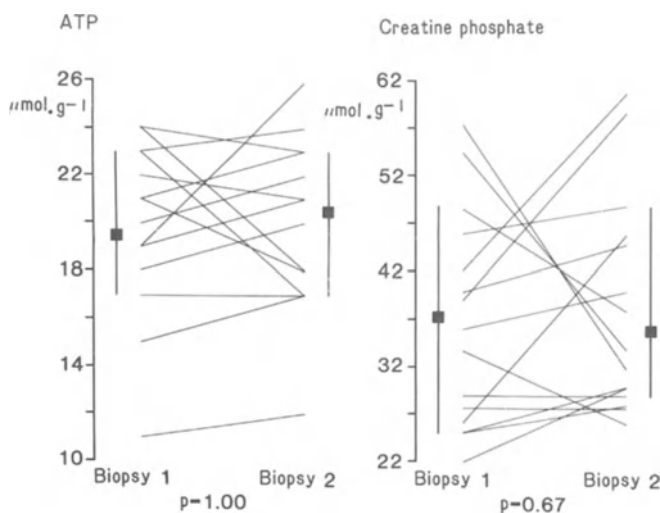 ATP
26
μmol.g-1
22
18
14
10
Biopsy 1 Biopsy 2
p-1.00
Creatine phosphate
62
μmol.g-1
52
42
32
22
Biopsy 1 Biopsy 2
p-0.67